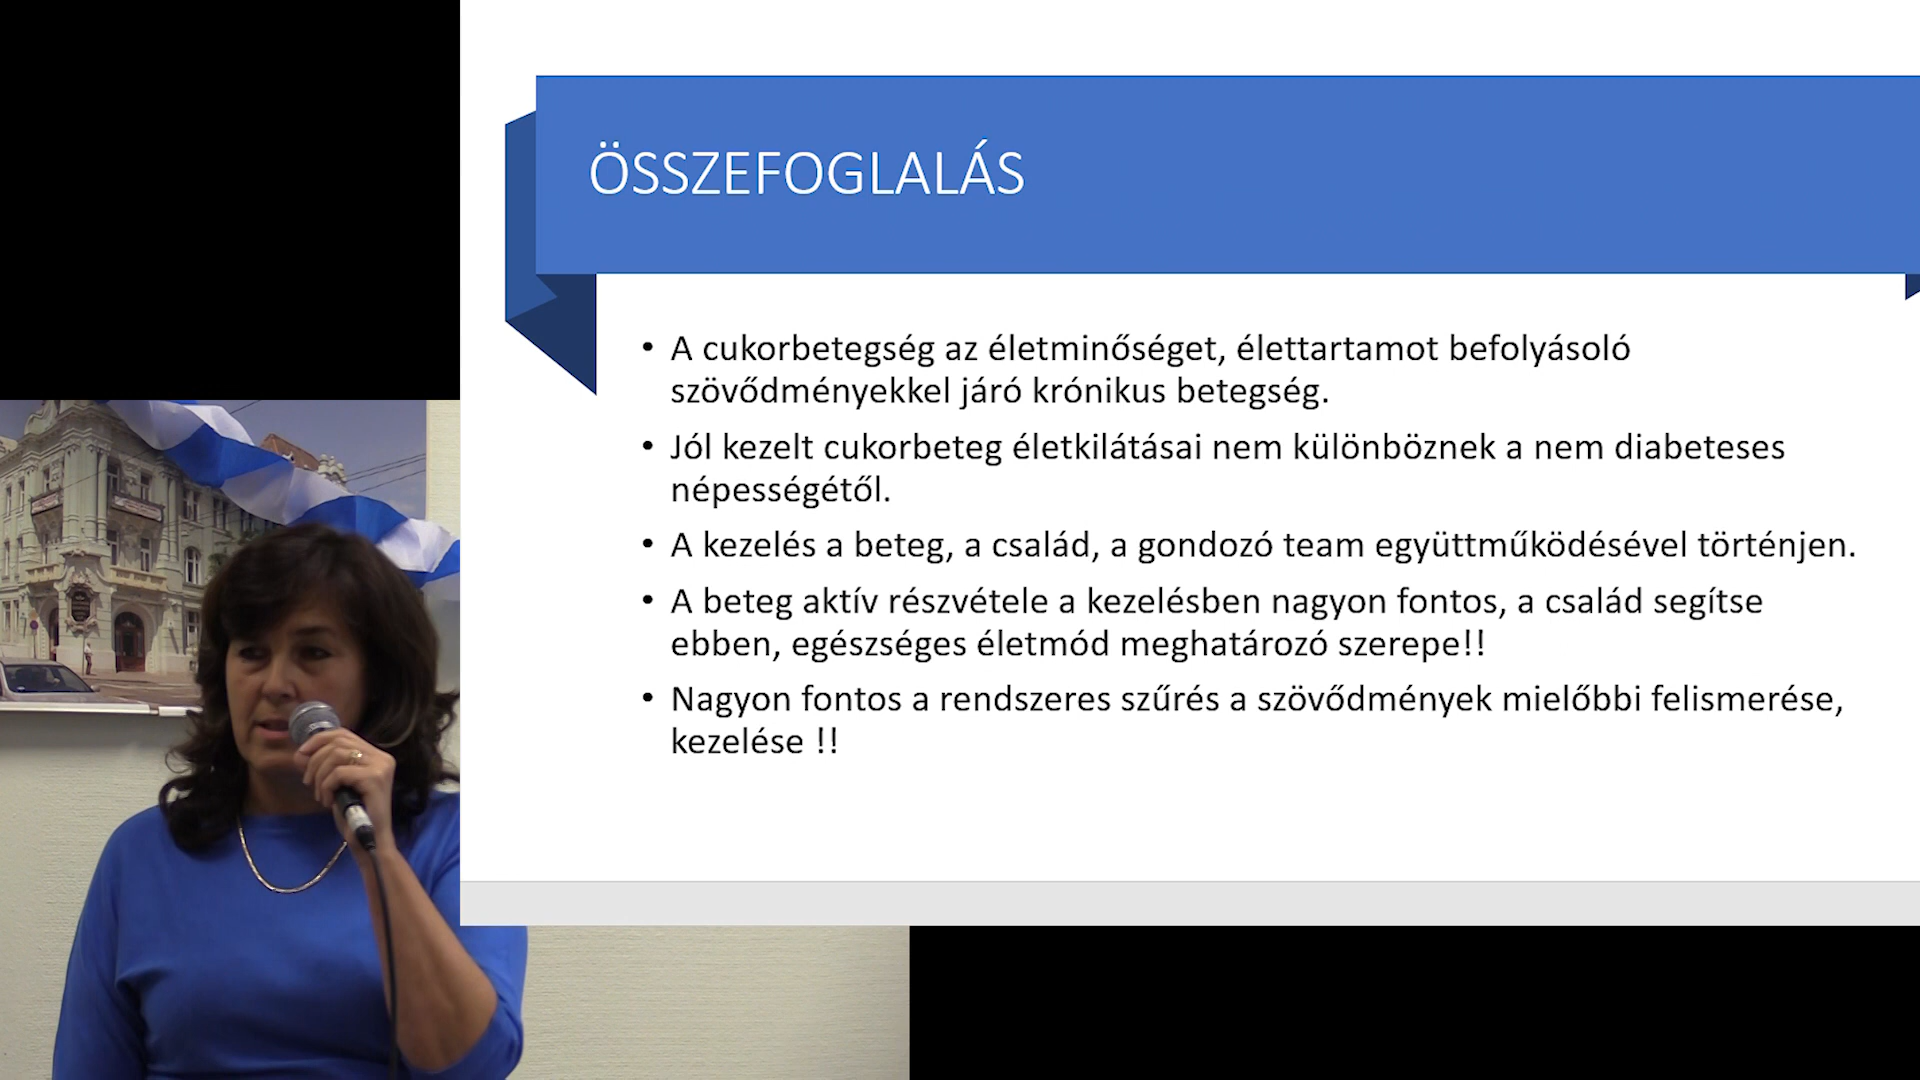 ÖSSZEFOGLALÁS
• A cukorbetegség az életminőséget, élettartamot befolyásoló
szövődményekkel járó krónikus betegség.
• Jól kezelt cukorbeteg életkilátásai nem különböznek a nem diabeteses
népességétől.
• A kezelés a beteg, a család, a gondozó team együttműködésével történjen.
• A beteg aktív részvétele a kezelésben nagyon fontos, a család segítse
ebben, egészséges életmód meghatározó szerepe!!
• Nagyon fontos a rendszeres szűrés a szövődmények mielőbbi felismerése,
kezelése !!